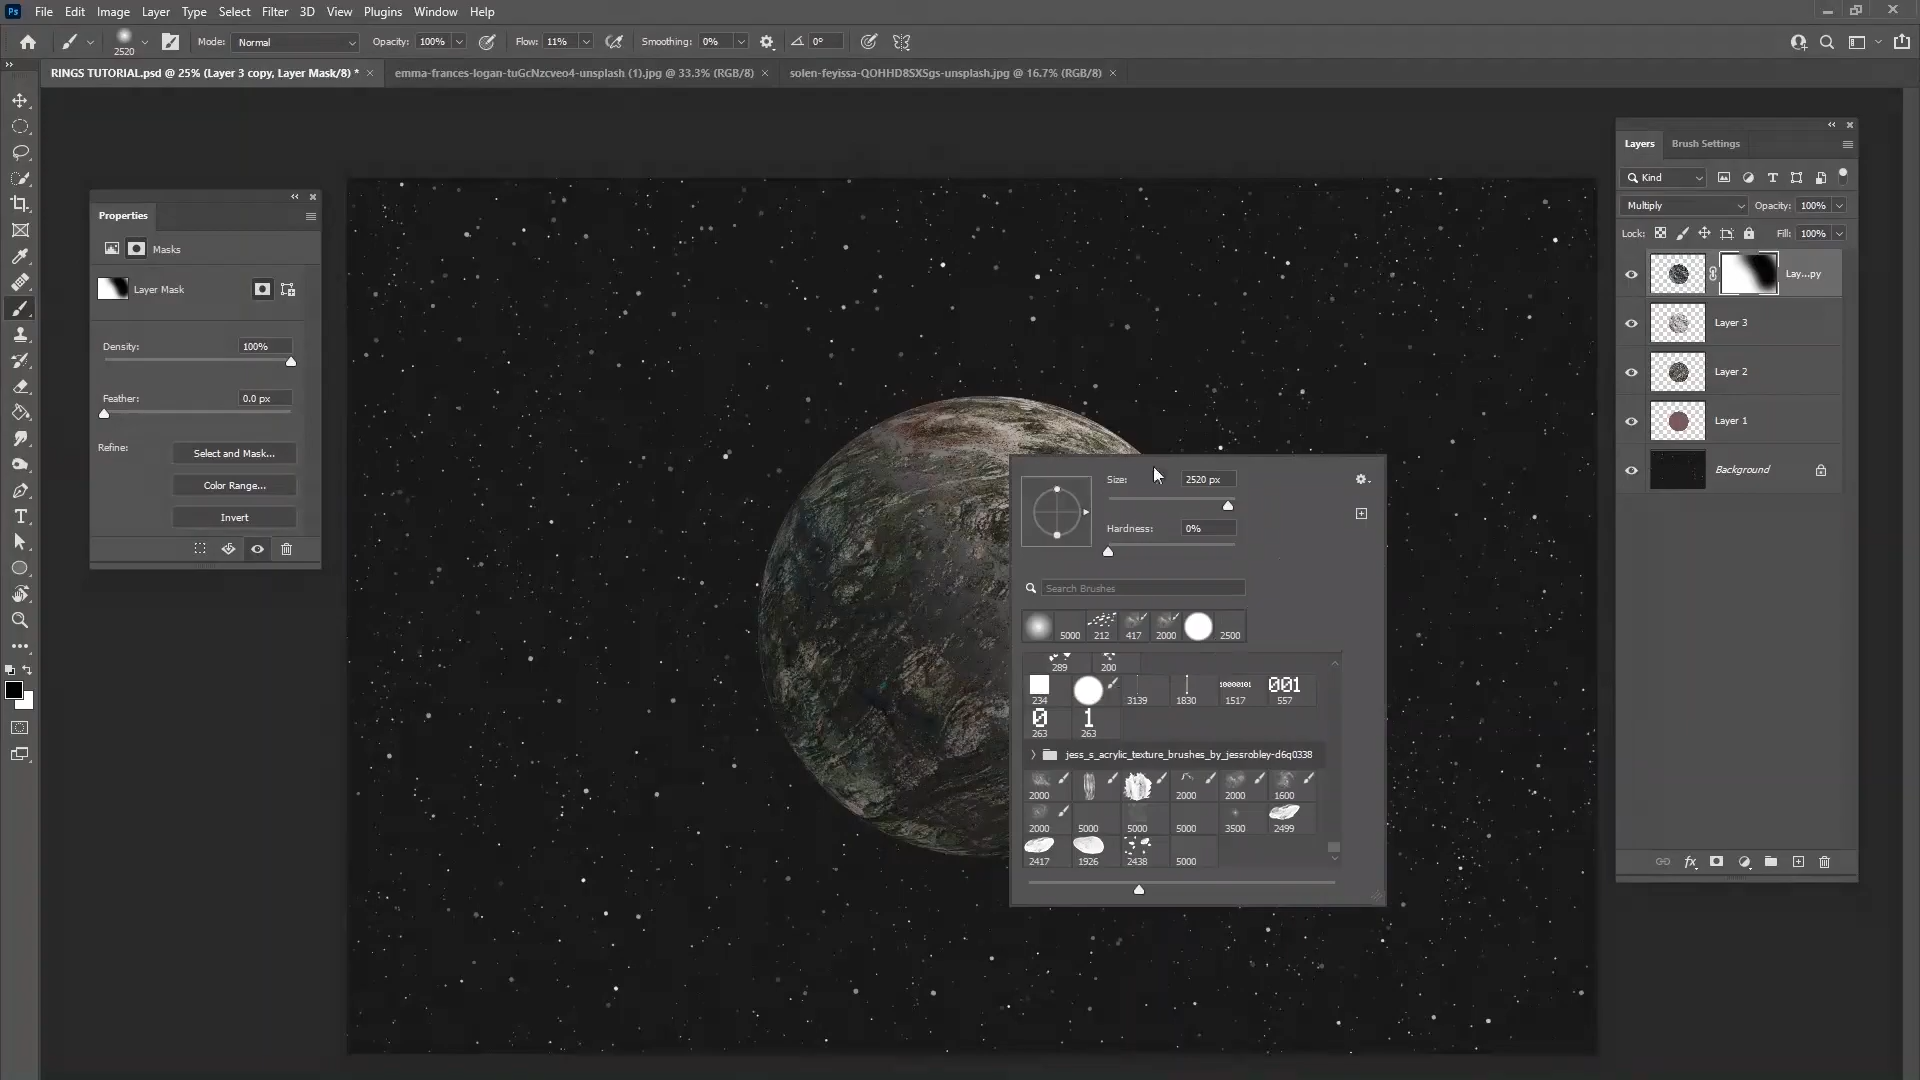 Ps File Edit Image Layer Type Select Filter 3D View Plugins Window Help
2520 Mode: Normal Opacity: 100% Flow: 11% Smoothing: 0% 0°
RINGS TUTORIAL.psd @ 25% (Layer 3 copy, Layer Mask/8) * emma-frances-logan-tuGcNzcveo4-unsplash (1).jpg @ 33.3% (RGB/8) solen-feyissa-QOHHD8SXSgs-unsplash.jpg @ 16.7% (RGB/8)
Properties
Masks
Layer Mask
Density: 100%
Feather: 0.0 px
Refine: Select and Mask...
Color Range...
Invert
Size: 2520 px
Hardness: 0%
Search Brushes
5000 212 417 2000 2500
289 200
234 3139 1830 1517 557
263 263
jess_s_acrylic_texture_brushes_by_jessrobley-d6q0338
2000 2000 2000 1600
2000 5000 5000 5000 3500 2499
2417 1926 2438 5000
Layers Brush Settings
Kind
Multiply Opacity: 100%
Lock: Fill: 100%
Lay...py
Layer 3
Layer 2
Layer 1
Background